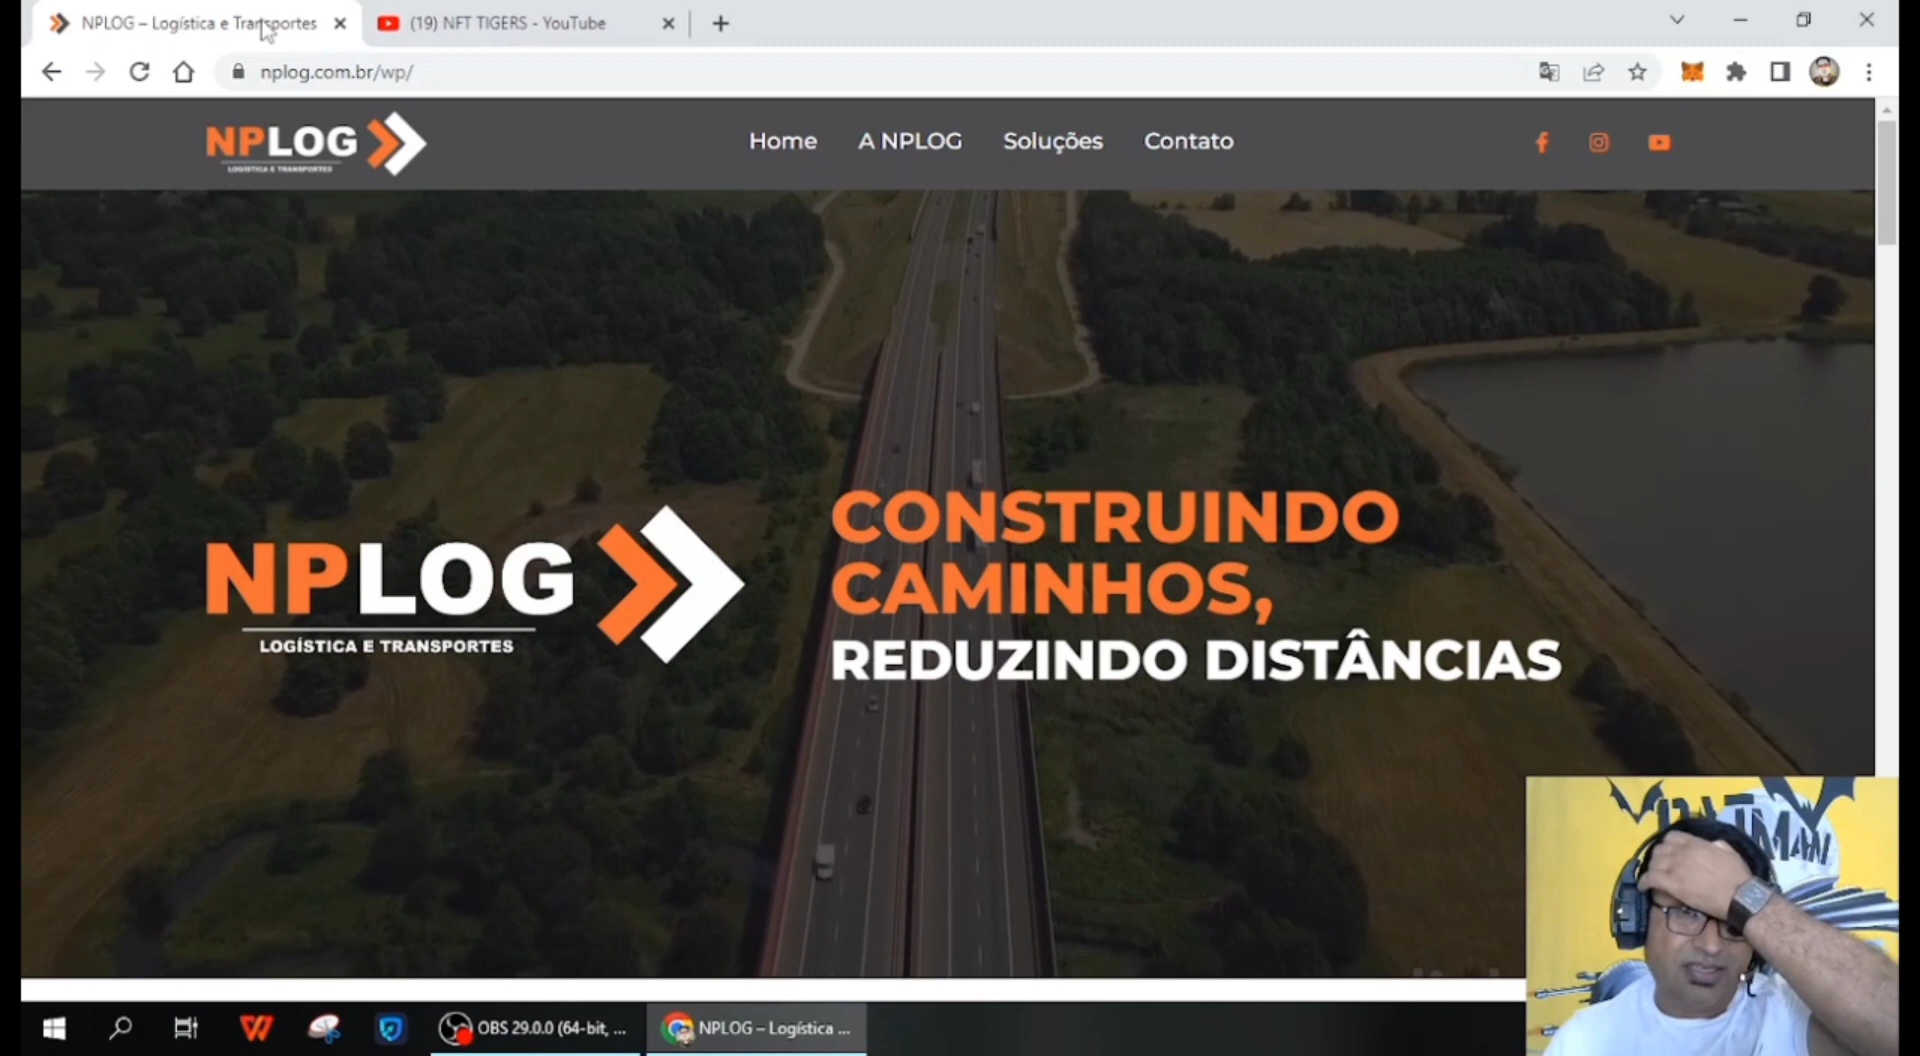 NPLOG – Logística e Transportes
(19) NFT TIGERS - YouTube
nplog.com.br/wp/
NPLOG
LOGÍSTICA E TRANSPORTES
Home
A NPLOG
Soluções
Contato
CONSTRUINDO
CAMINHOS,
REDUZINDO DISTÂNCIAS
NPLOG
LOGÍSTICA E TRANSPORTES
BATMAN
OBS 29.0.0 (64-bit, ...
NPLOG – Logística ...